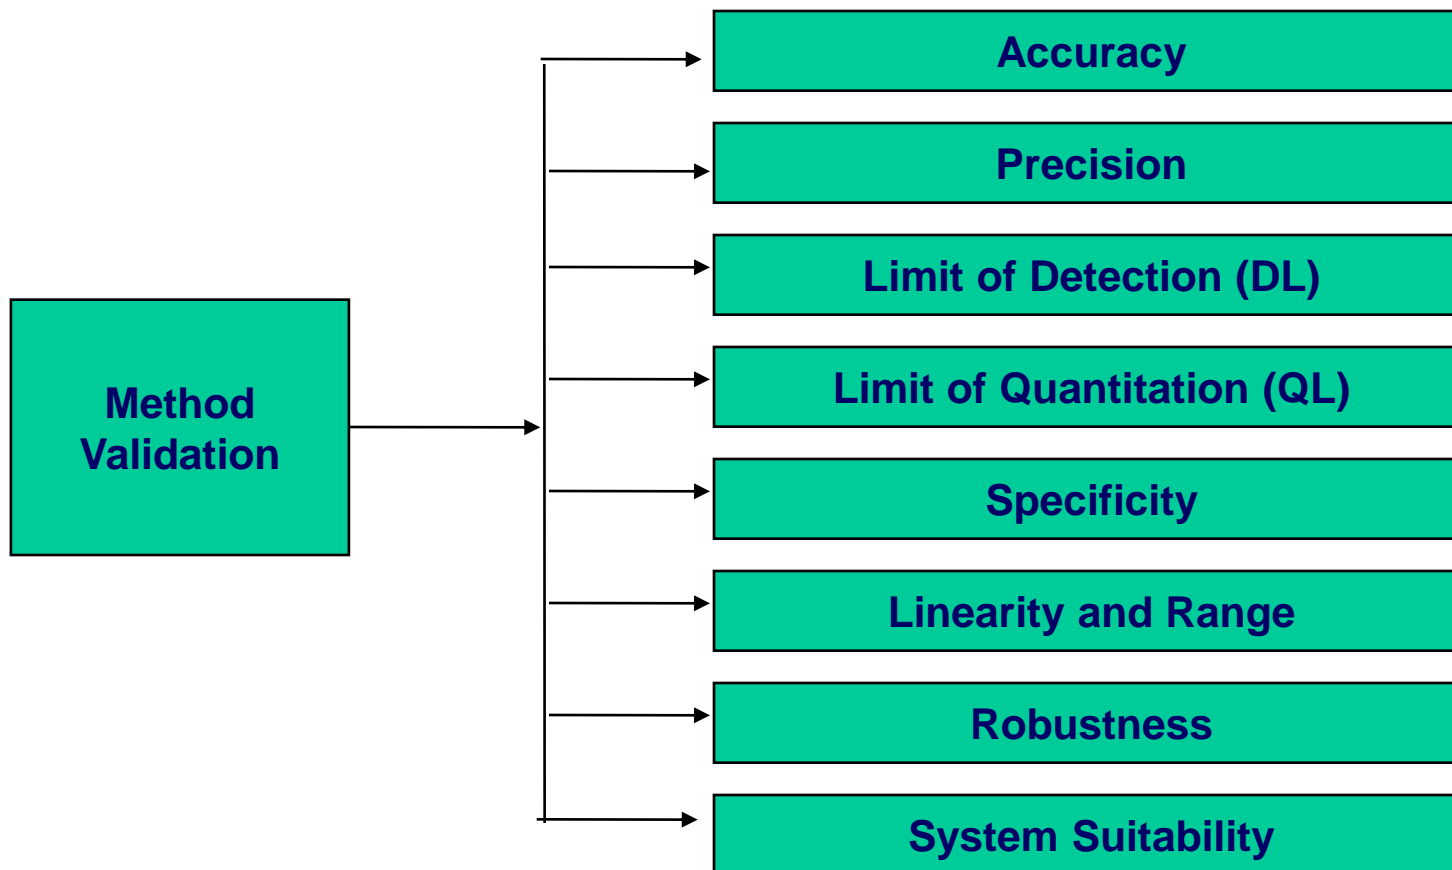 Accuracy
Precision
Limit of Detection (DL)
Limit of Quantitation (QL)
Method
Validation
Specificity
Linearity and Range
Robustness
System Suitability